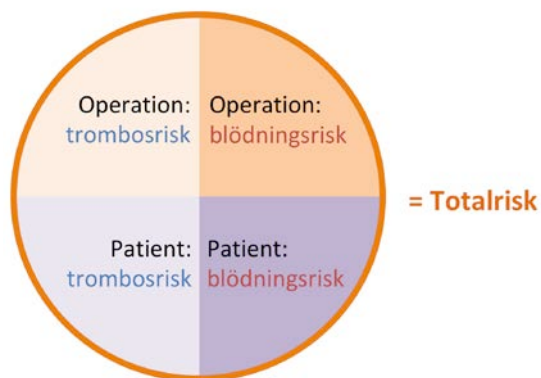 Operation:
trombosrisk
Operation:
blödningsrisk
= Totalrisk
Patient:
trombosrisk
Patient:
blödningsrisk